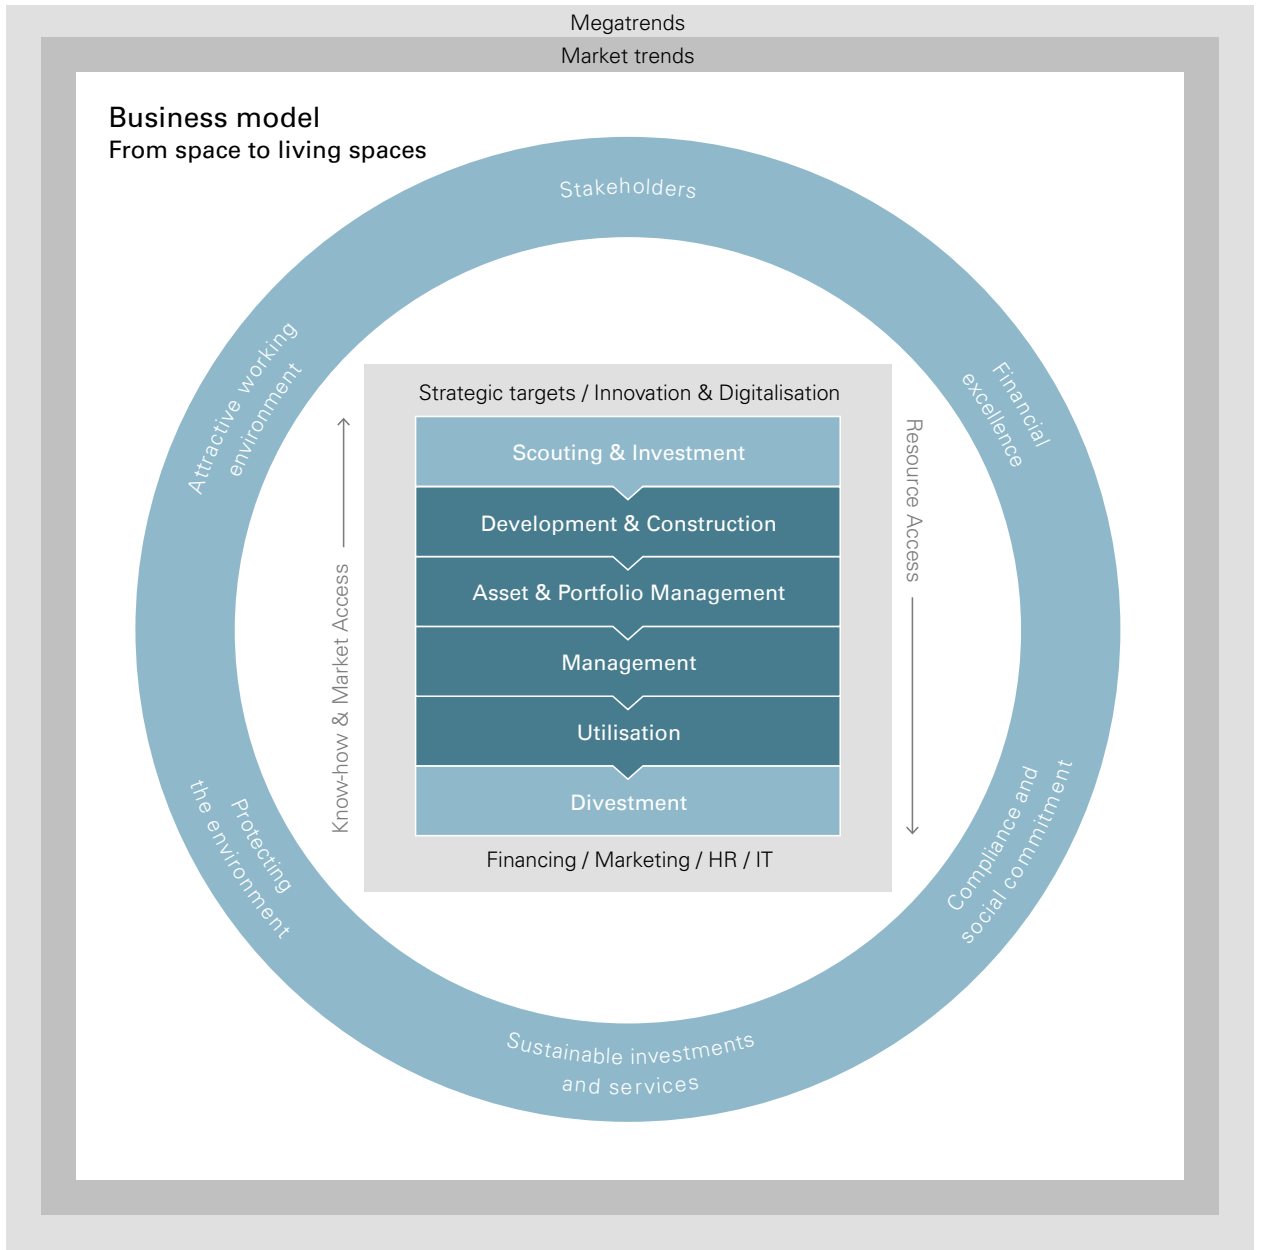 Megatrends
Market trends
Business model
From space to living spaces
Stakeholders
Attractive working
environment
Financial
excellence
Strategic targets / Innovation & Digitalisation
Scouting & Investment
Development & Construction
Asset & Portfolio Management
Management
Utilisation
Divestment
Financing / Marketing / HR / IT
Know-how & Market Access
Resource Access
Protecting
the environment
Compliance and
social commitment
Sustainable investments
and services